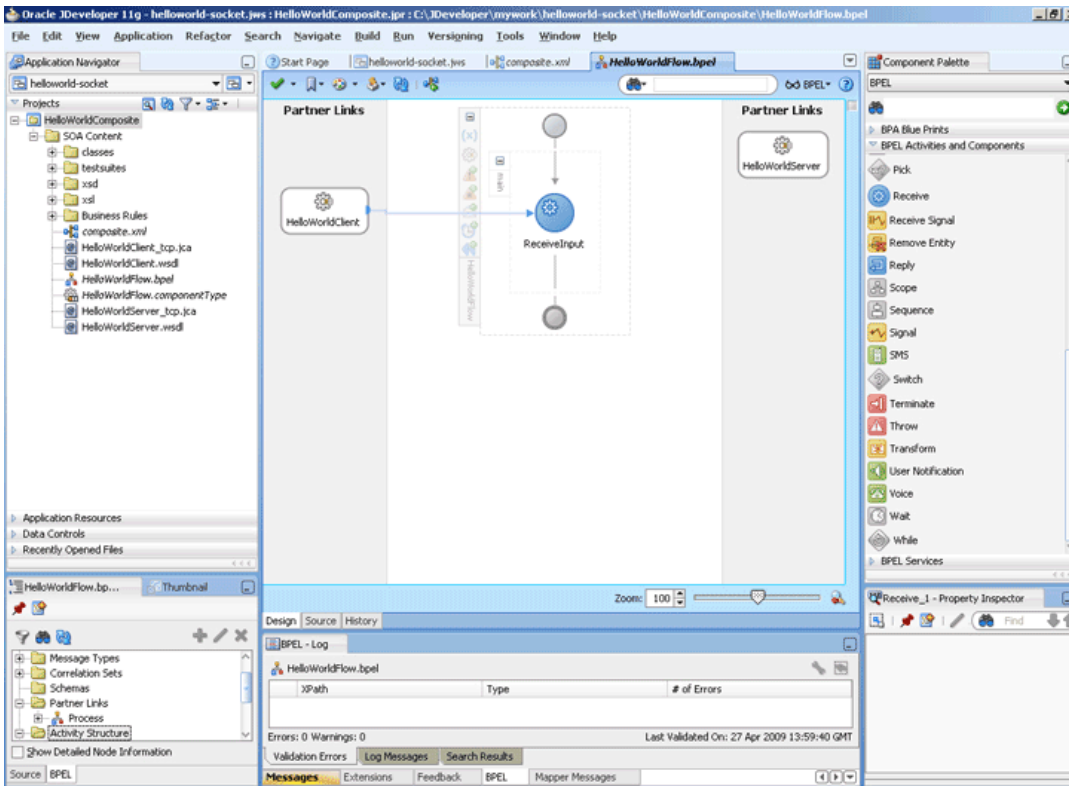 Oracle JDeveloper 11g - helloworld-socket.jws : HelloWorldComposite.jpr : C:\JDeveloper\mywork\helloworld-socket\HelloWorldComposite\HelloWorldFlow.bpel
File Edit View Application Refactor Search Navigate Build Run Versigning Tools Window Help
Application Navigator
helloworld-socket
Projects
HelloWorldComposite
SOA Content
classes
testsuites
xsd
xsl
Business Rules
composite.xml
HelloWorldClient_tcp.jca
HelloWorldClient.wsdl
HelloWorldFlow.bpel
HelloWorldFlow.componentType
HelloWorldServer_tcp.jca
HelloWorldServer.wsdl
Application Resources
Data Controls
Recently Opened Files
HelloWorldFlow.bp... Thumbnail
Message Types
Correlation Sets
Schemas
Partner Links
Process
Activity Structure
Show Detailed Node Information
Source BPEL
Start Page helloworld-socket.jws composite.xml HelloWorldFlow.bpel
BPEL
Partner Links
HelloWorldClient
main
HelloWorldFlow
ReceiveInput
Partner Links
HelloWorldServer
Zoom: 100
Design Source History
BPEL - Log
HelloWorldFlow.bpel
XPath Type # of Errors
Errors: 0 Warnings: 0 Last Validated On: 27 Apr 2009 13:59:40 GMT
Validation Errors Log Messages Search Results
Messages Extensions Feedback BPEL Mapper Messages
Component Palette
BPEL
BPA Blue Prints
BPEL Activities and Components
Pick
Receive
Receive Signal
Remove Entity
Reply
Scope
Sequence
Signal
SMS
Switch
Terminate
Throw
Transform
User Notification
Voice
Wait
While
BPEL Services
Receive_1 - Property Inspector
Find